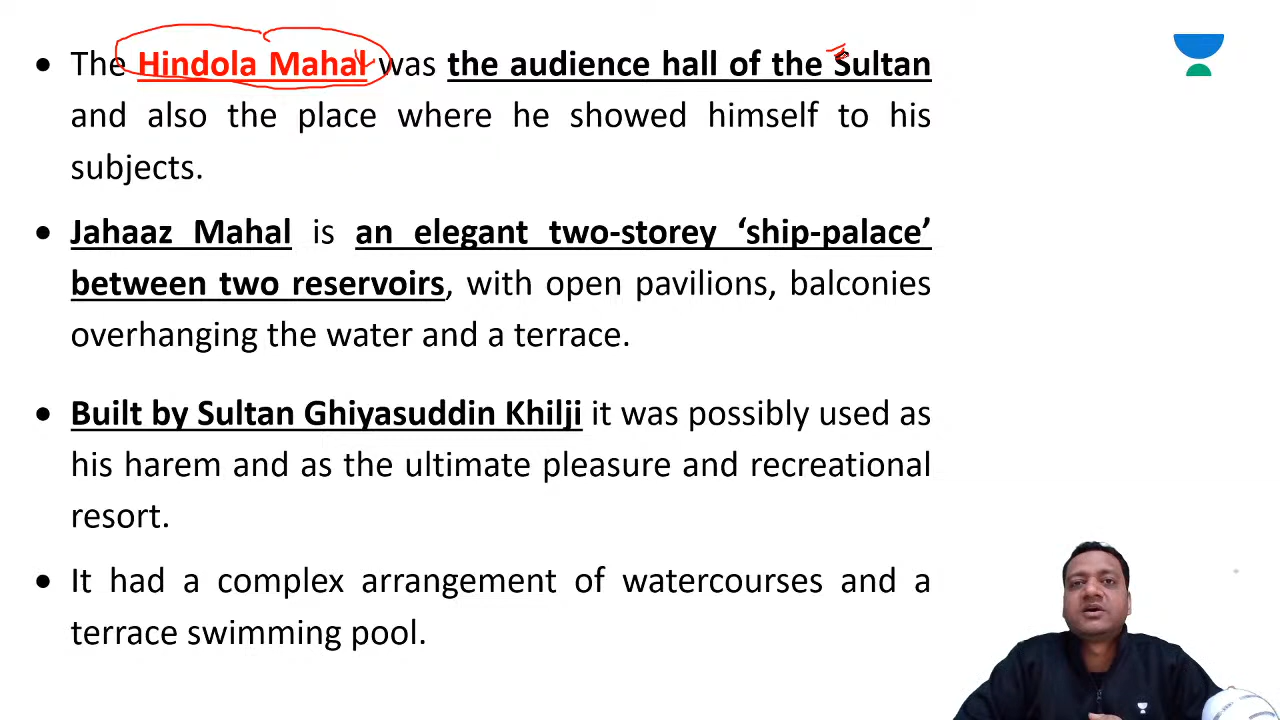 • The Hindola Mahal was the audience hall of the Sultan
and also the place where he showed himself to his
subjects.
• Jahaaz Mahal is an elegant two-storey ‘ship-palace’
between two reservoirs, with open pavilions, balconies
overhanging the water and a terrace.
• Built by Sultan Ghiyasuddin Khilji it was possibly used as
his harem and as the ultimate pleasure and recreational
resort.
• It had a complex arrangement of watercourses and a
terrace swimming pool.